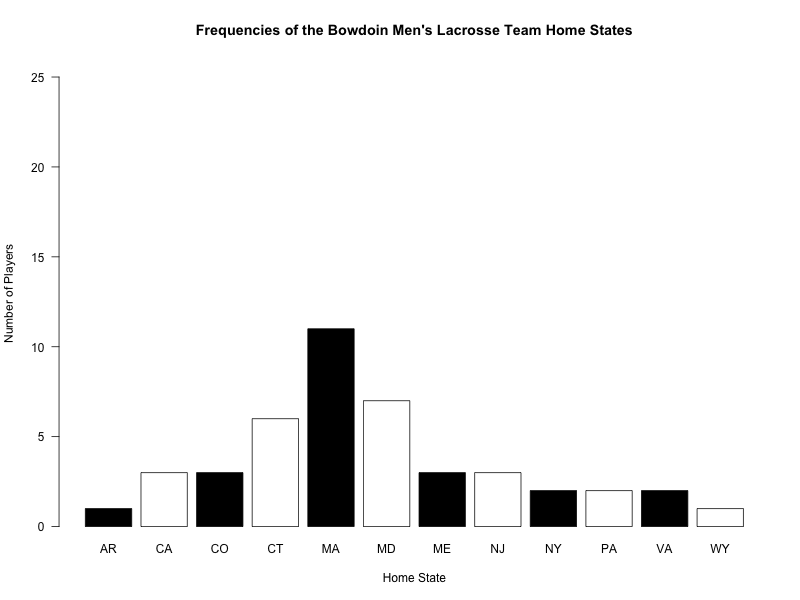 Frequencies of the Bowdoin Men's Lacrosse Team Home States
25
20
15
10
5
0
Number of Players
AR CA CO CT MA MD ME NJ NY PA VA WY
Home State